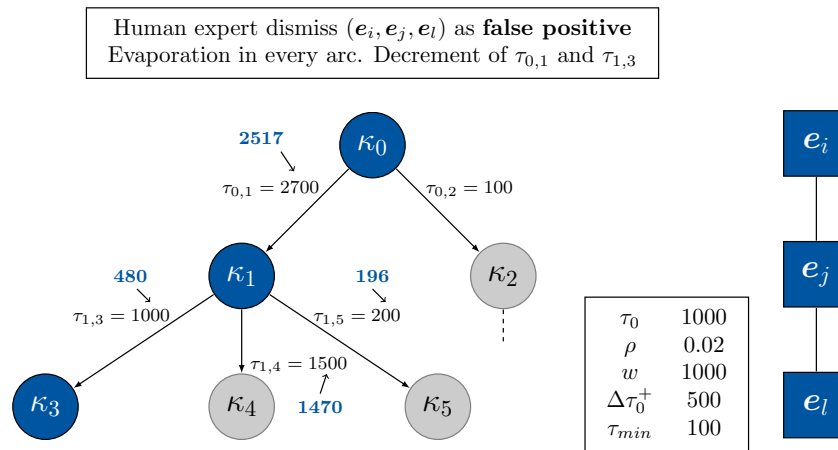 Human expert dismiss (e_i, e_j, e_l) as false positive
Evaporation in every arc. Decrement of τ_{0,1} and τ_{1,3}
2517
κ_0
e_i
τ_{0,1} = 2700
τ_{0,2} = 100
480
κ_1
196
κ_2
e_j
τ_{1,3} = 1000
τ_{1,5} = 200
τ_{1,4} = 1500
κ_3
κ_4
1470
κ_5
e_l
τ_0 1000
ρ 0.02
w 1000
Δτ_0^+ 500
τ_{min} 100